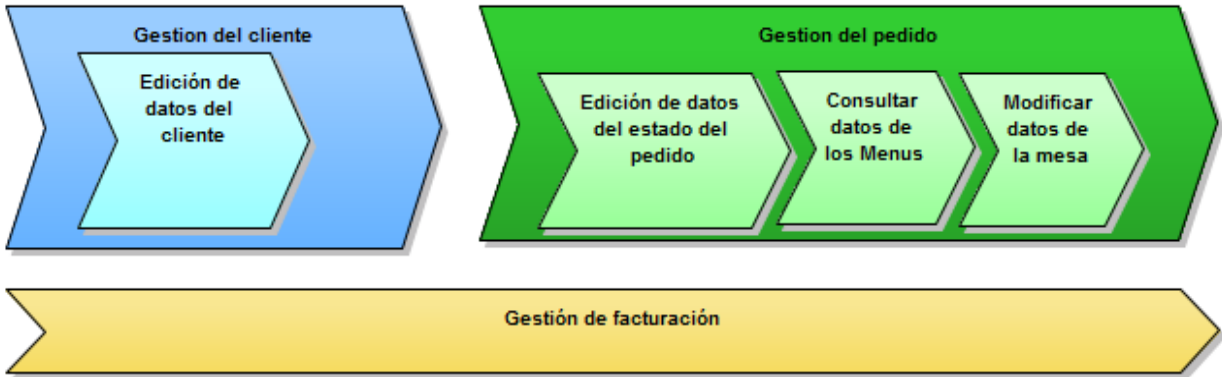 Gestion del cliente
Edición de
datos del
cliente
Gestion del pedido
Edición de datos
del estado del
pedido
Consultar
datos de
los Menus
Modificar
datos de
la mesa
Gestión de facturación